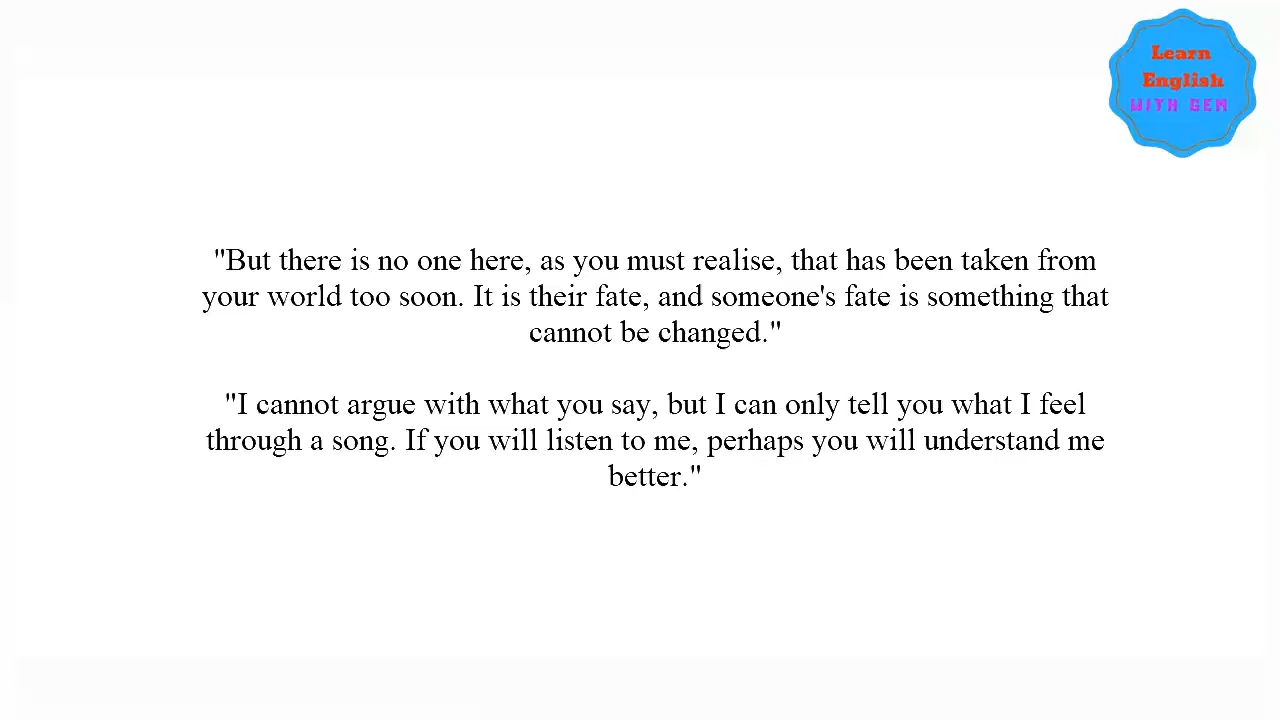 Learn
English
WITH GEM
"But there is no one here, as you must realise, that has been taken from
your world too soon. It is their fate, and someone's fate is something that
cannot be changed."
"I cannot argue with what you say, but I can only tell you what I feel
through a song. If you will listen to me, perhaps you will understand me
better."